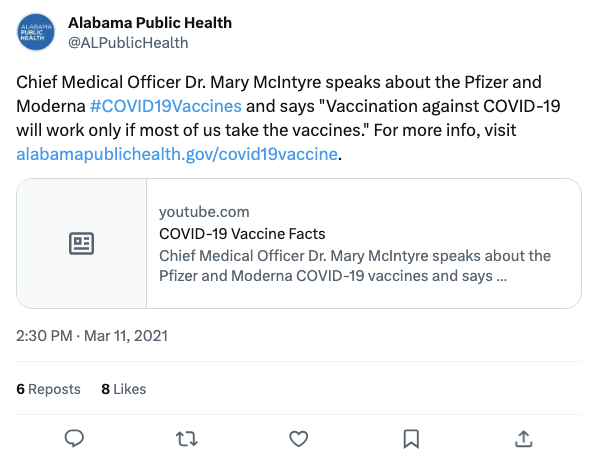 ALABAMA
PUBLIC
HEALTH
Alabama Public Health
@ALPublicHealth
Chief Medical Officer Dr. Mary McIntyre speaks about the Pfizer and
Moderna #COVID19Vaccines and says "Vaccination against COVID-19
will work only if most of us take the vaccines." For more info, visit
alabamapublichealth.gov/covid19vaccine.
youtube.com
COVID-19 Vaccine Facts
Chief Medical Officer Dr. Mary McIntyre speaks about the
Pfizer and Moderna COVID-19 vaccines and says ...
2:30 PM · Mar 11, 2021
6 Reposts 8 Likes